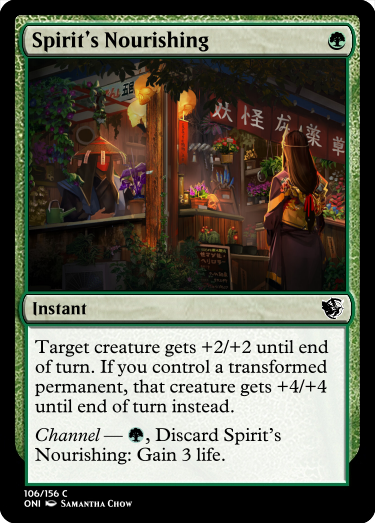 Spirit's Nourishing
妖怪龙藥草
Instant
Target creature gets +2/+2 until end
of turn. If you control a transformed
permanent, that creature gets +4/+4
until end of turn instead.
Channel — , Discard Spirit's
Nourishing: Gain 3 life.
106/156 C
ONI Samantha Chow